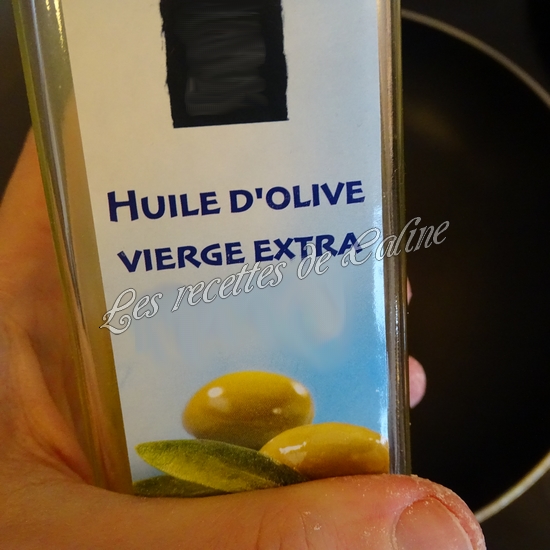 HUILE D'OLIVE
VIERGE EXTRA
Les recettes de Caline